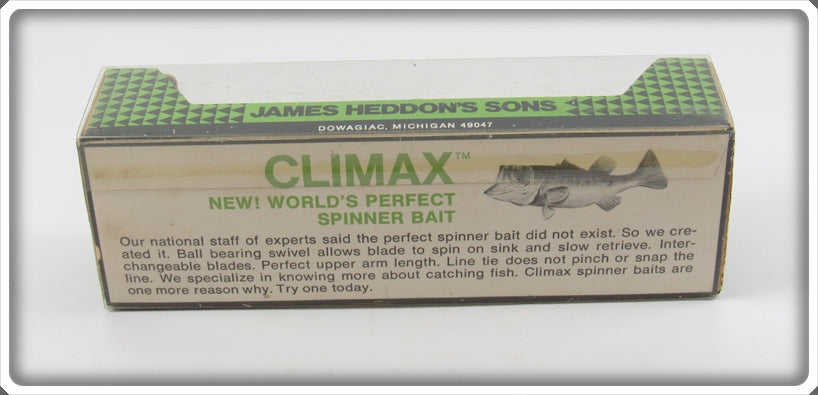 JAMES HEDDON'S SONS
DOWAGIAC, MICHIGAN 49047
CLIMAX™
NEW! WORLD'S PERFECT
SPINNER BAIT
Our national staff of experts said the perfect spinner bait did not exist. So we cre-
ated it. Ball bearing swivel allows blade to spin on sink and slow retrieve. Inter-
changeable blades. Perfect upper arm length. Line tie does not pinch or snap the
line. We specialize in knowing more about catching fish. Climax spinner baits are
one more reason why. Try one today.